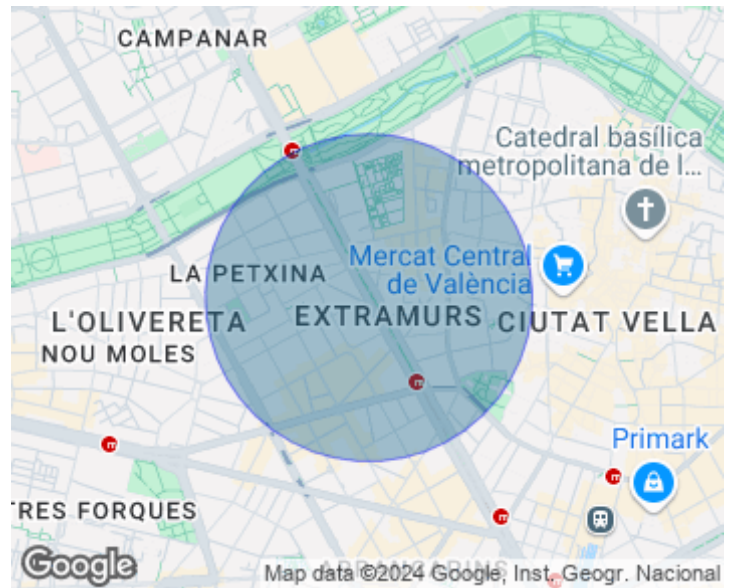 CAMPANAR
Catedral basílica
metropolitana de l...
Mercat Central
de València
LA PETXINA
L'OLIVERETA
EXTRAMURS
CIUTAT VELLA
NOU MOLES
Primark
TRES FORQUES
Google
Map data ©2024 Google, Inst. Geogr. Nacional